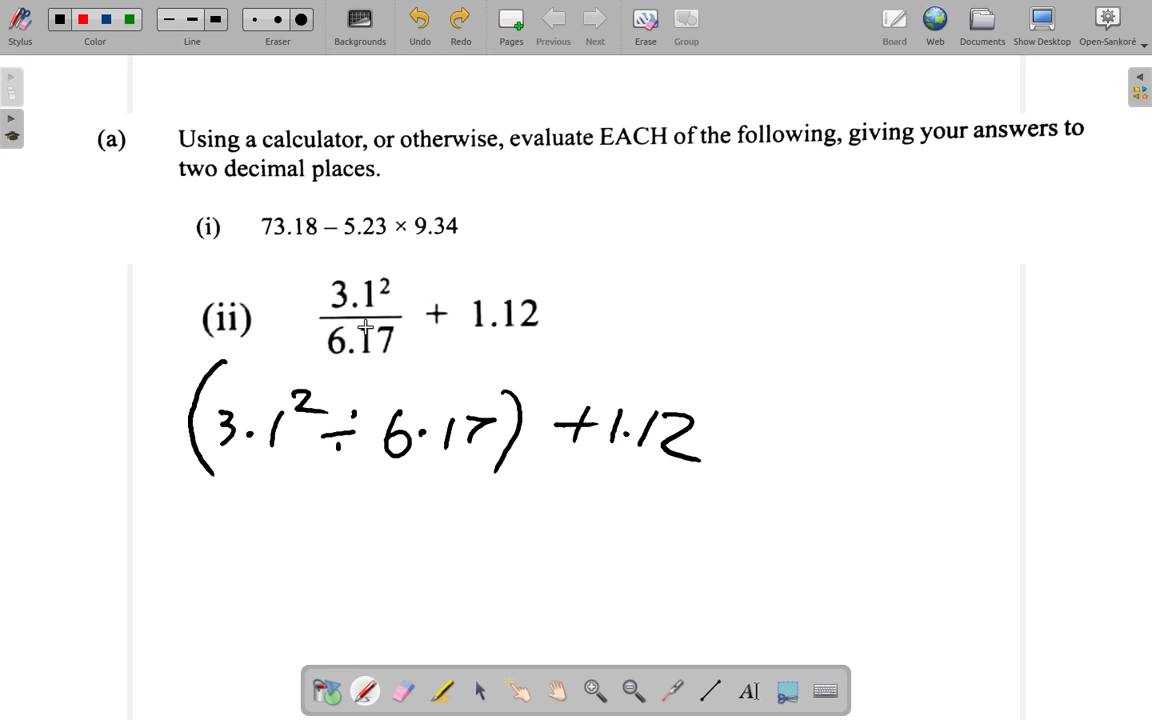 Stylus Color Line Eraser Backgrounds Undo Redo Pages Previous Next Erase Group Board Web Documents Show Desktop Open-Sankoré
(a) Using a calculator, or otherwise, evaluate EACH of the following, giving your answers to
two decimal places.
(i) 73.18 – 5.23 × 9.34
(ii) 3.1²/6.17 + 1.12
(3.1² ÷ 6.17) + 1.12
AI